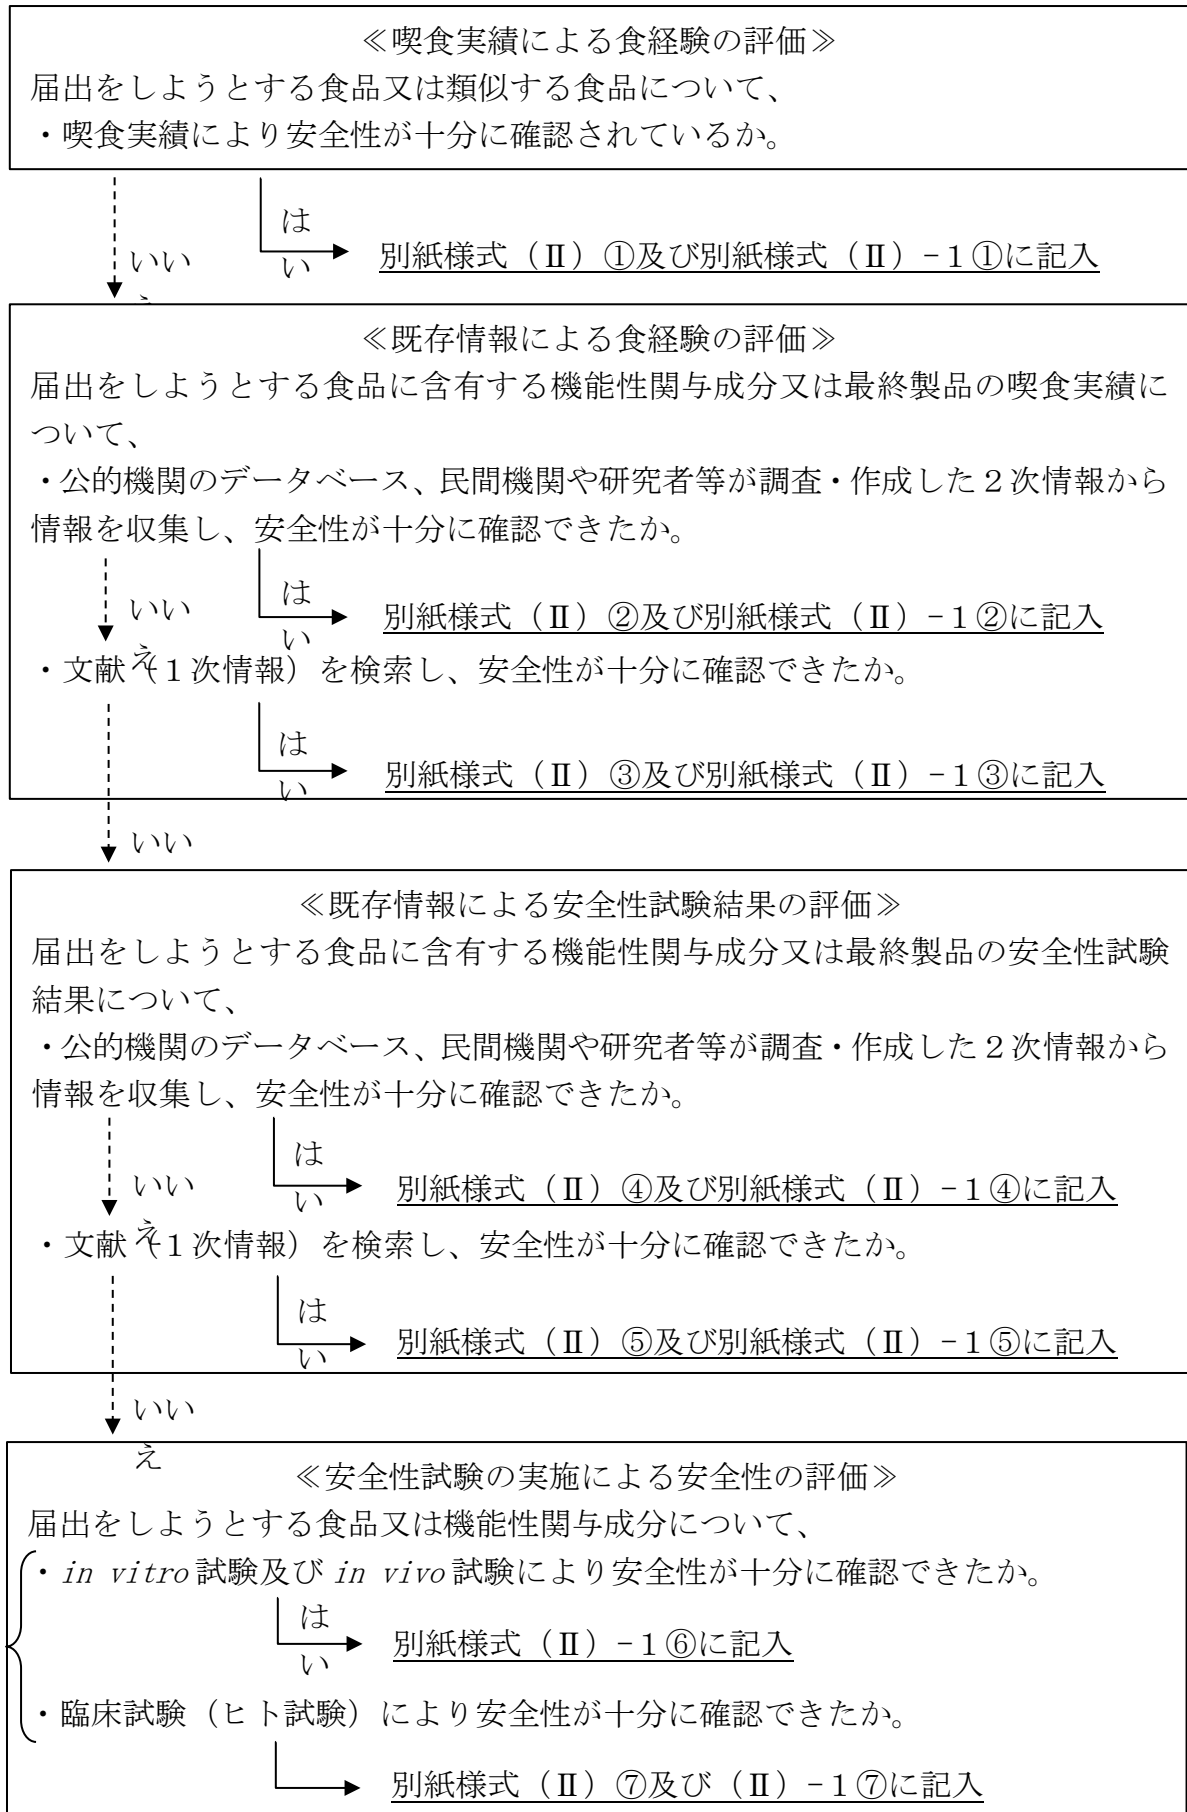 ≪喫食実績による食経験の評価≫
届出をしようとする食品又は類似する食品について、
・喫食実績により安全性が十分に確認されているか。
はい
いいえ
別紙様式（Ⅱ）①及び別紙様式（Ⅱ）-１①に記入
≪既存情報による食経験の評価≫
届出をしようとする食品に含有する機能性関与成分又は最終製品の喫食実績に
ついて、
・公的機関のデータベース、民間機関や研究者等が調査・作成した２次情報から
情報を収集し、安全性が十分に確認できたか。
はい
いいえ
別紙様式（Ⅱ）②及び別紙様式（Ⅱ）-１②に記入
・文献（１次情報）を検索し、安全性が十分に確認できたか。
はい
別紙様式（Ⅱ）③及び別紙様式（Ⅱ）-１③に記入
いい
≪既存情報による安全性試験結果の評価≫
届出をしようとする食品に含有する機能性関与成分又は最終製品の安全性試験
結果について、
・公的機関のデータベース、民間機関や研究者等が調査・作成した２次情報から
情報を収集し、安全性が十分に確認できたか。
はい
いいえ
別紙様式（Ⅱ）④及び別紙様式（Ⅱ）-１④に記入
・文献（１次情報）を検索し、安全性が十分に確認できたか。
はい
別紙様式（Ⅱ）⑤及び別紙様式（Ⅱ）-１⑤に記入
いいえ
≪安全性試験の実施による安全性の評価≫
届出をしようとする食品又は機能性関与成分について、
・in vitro試験及びin vivo試験により安全性が十分に確認できたか。
はい
別紙様式（Ⅱ）-１⑥に記入
・臨床試験（ヒト試験）により安全性が十分に確認できたか。
別紙様式（Ⅱ）⑦及び（Ⅱ）-１⑦に記入